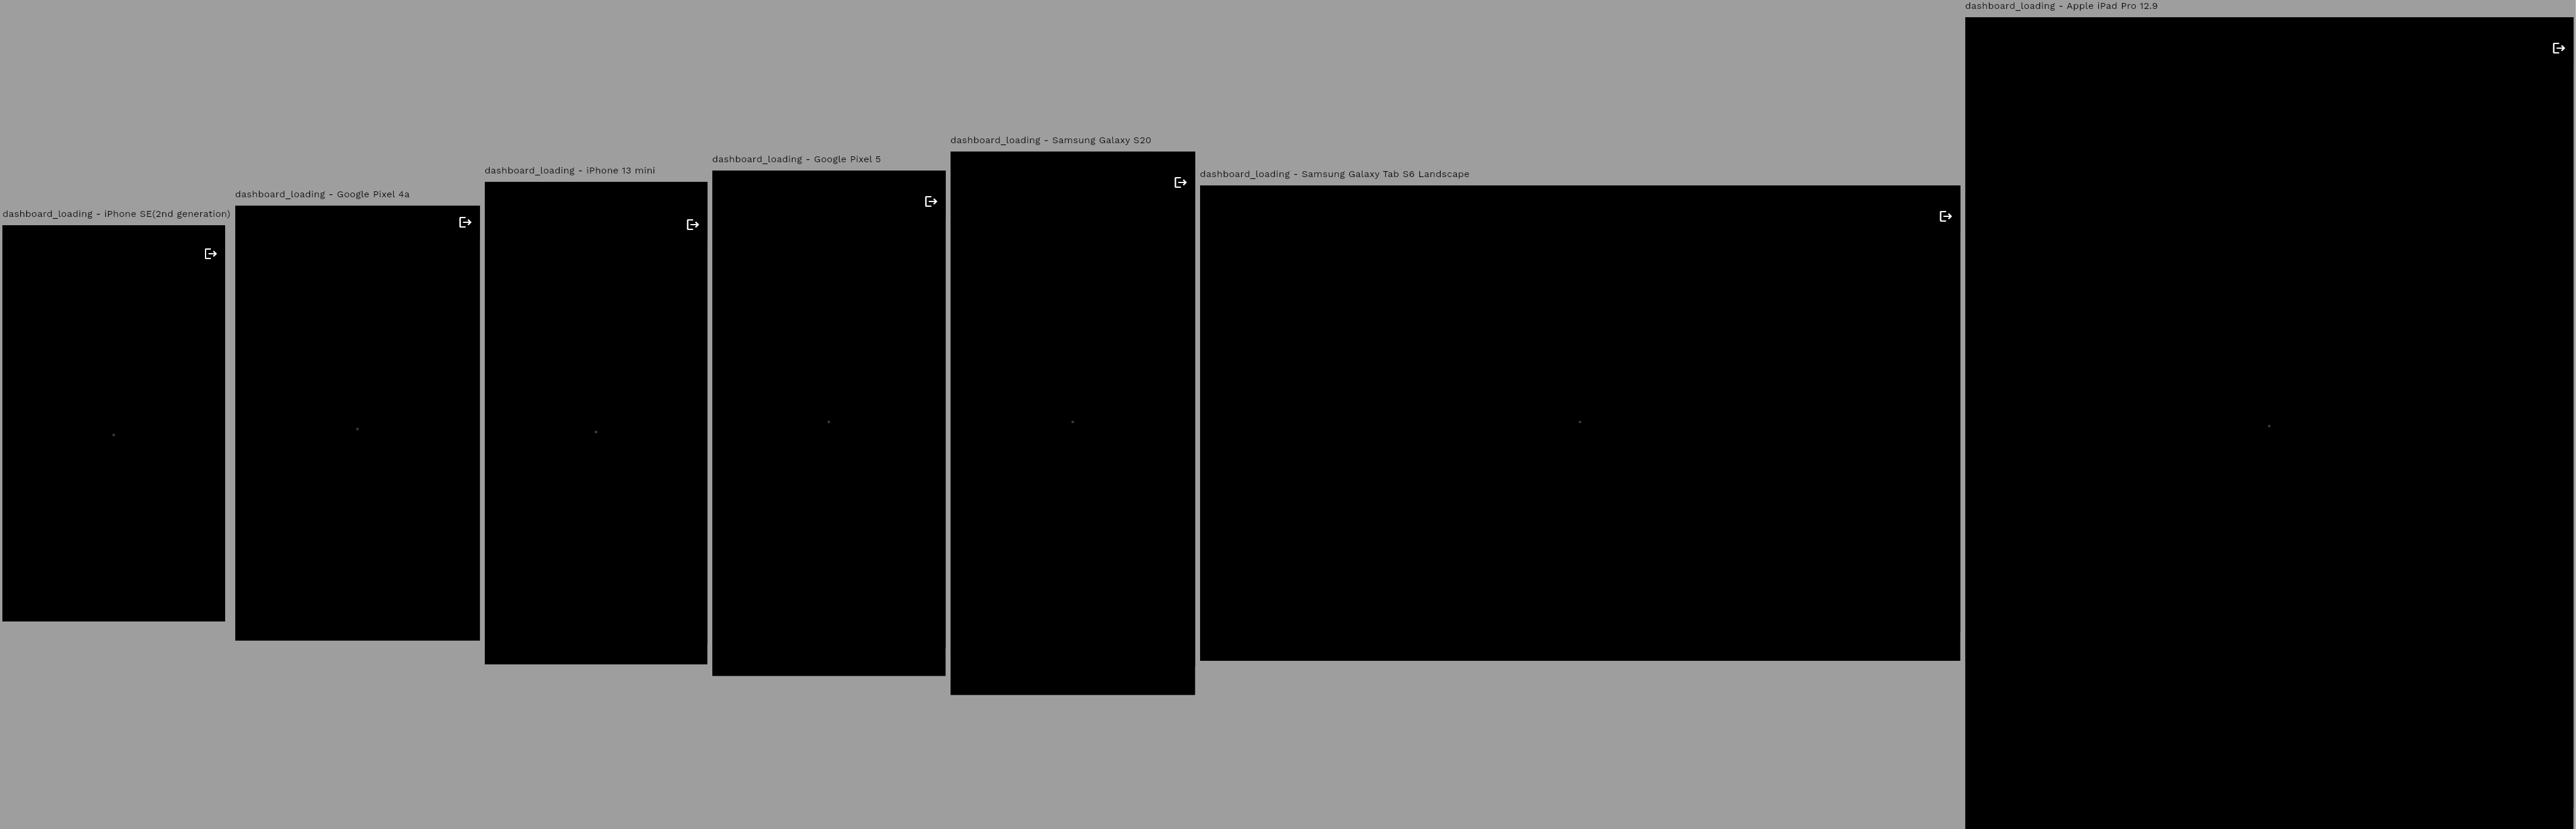 dashboard_loading - iPhone SE(2nd generation)
dashboard_loading - Google Pixel 4a
dashboard_loading - iPhone 13 mini
dashboard_loading - Google Pixel 5
dashboard_loading - Samsung Galaxy S20
dashboard_loading - Samsung Galaxy Tab S6 Landscape
dashboard_loading - Apple iPad Pro 12.9